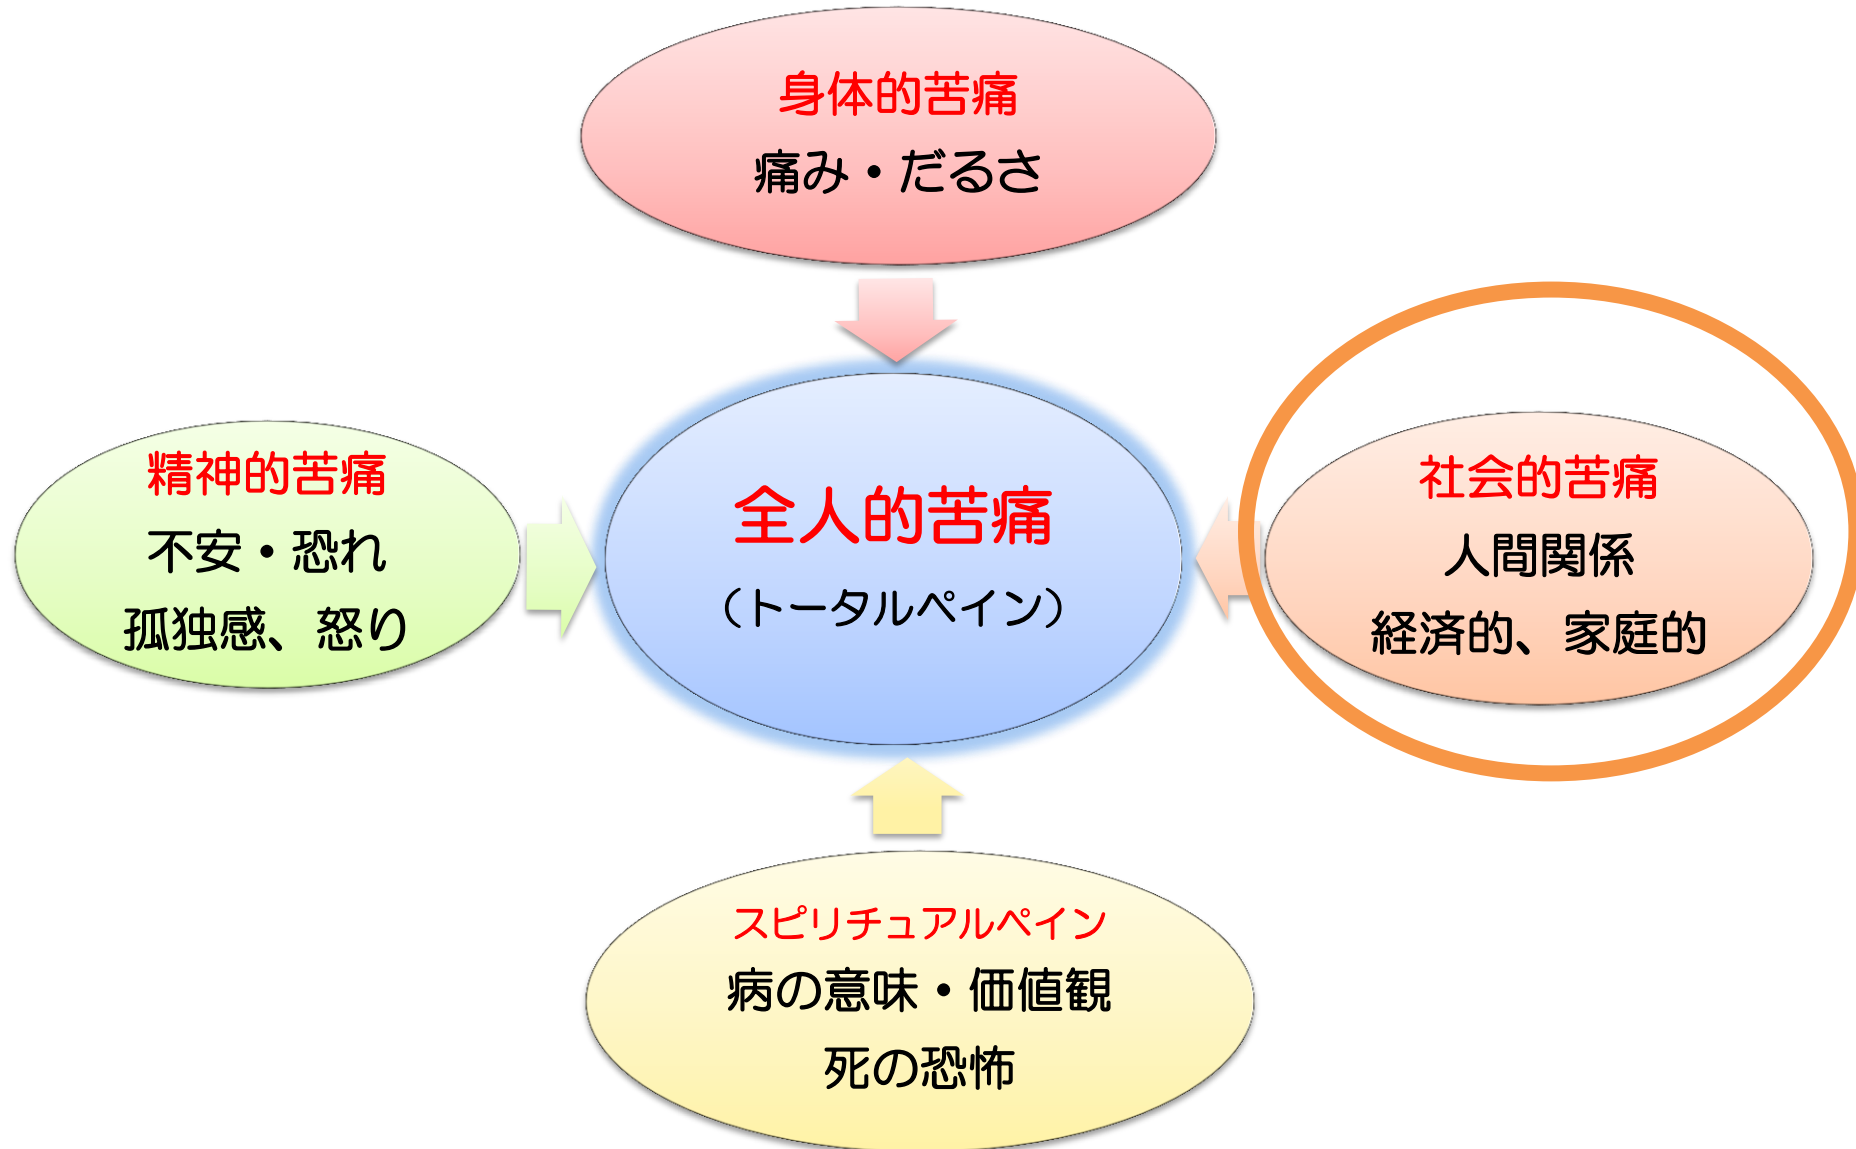 身体的苦痛
痛み・だるさ
精神的苦痛
不安・恐れ
孤独感、怒り
全人的苦痛
（トータルペイン）
社会的苦痛
人間関係
経済的、家庭的
スピリチュアルペイン
病の意味・価値観
死の恐怖